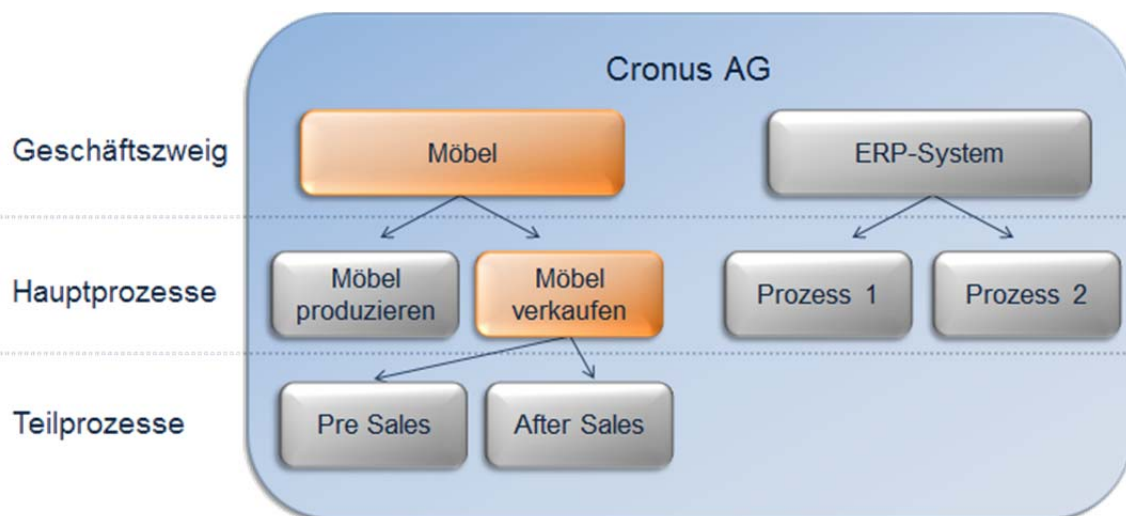 Cronus AG
Geschäftszweig
Möbel
ERP-System
Hauptprozesse
Möbel
produzieren
Möbel
verkaufen
Prozess 1
Prozess 2
Teilprozesse
Pre Sales
After Sales